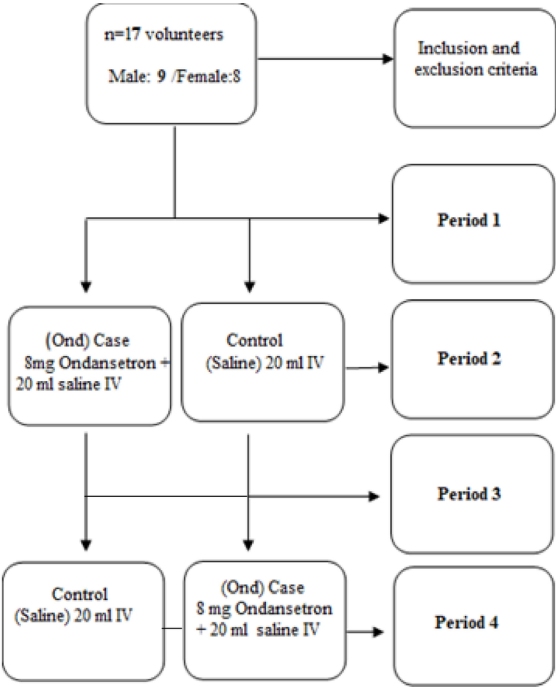 n=17 volunteers
Male: 9 /Female:8
Inclusion and
exclusion criteria
Period 1
(Ond) Case
8mg Ondansetron +
20 ml saline IV
Control
(Saline) 20 ml IV
Period 2
Period 3
Control
(Saline) 20 ml IV
(Ond) Case
8 mg Ondansetron
+ 20 ml saline IV
Period 4